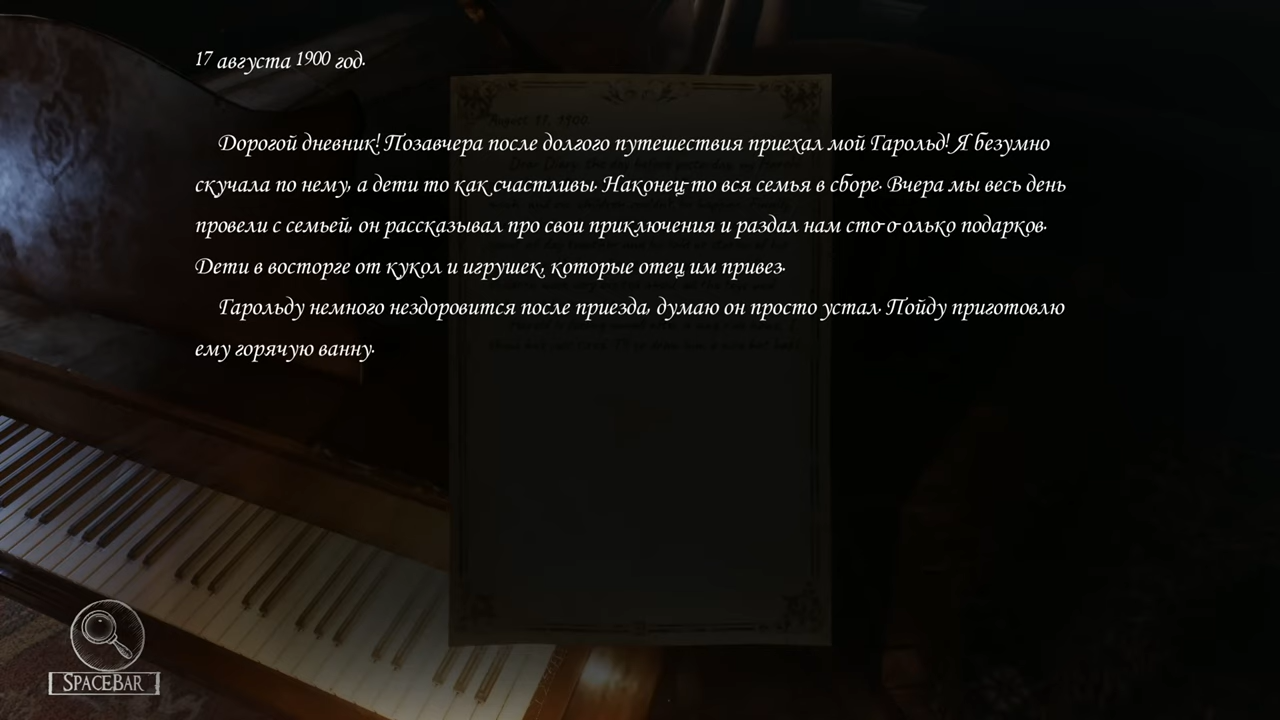 17 августа 1900 год.
Дорогой дневник! Позавчера после долгого путешествия приехал мой Гарольд! Я безумно
скучала по нему, а дети то как счастливы. Наконец-то вся семья в сборе. Вчера мы весь день
провели с семьей, он рассказывал про свои приключения и раздал нам сто-о-олько подарков.
Дети в восторге от кукол и игрушек, которые отец им привез.
Гарольду немного нездоровится после приезда, думаю он просто устал. Пойду приготовлю
ему горячую ванну.
August 17, 1900.
SPACEBAR